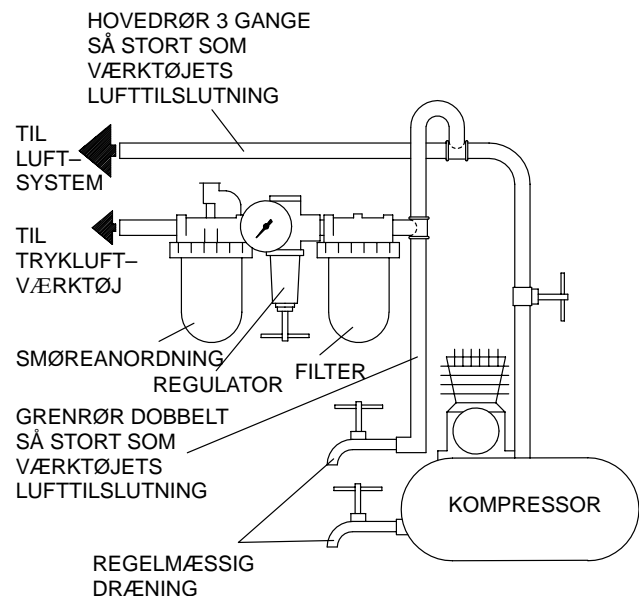 HOVEDRØR 3 GANGE
SÅ STORT SOM
VÆRKTØJETS
LUFTTILSLUTNING
TIL
LUFT–
SYSTEM
TIL
TRYKLUFT–
VÆRKTØJ
SMØREANORDNING
REGULATOR
FILTER
GRENRØR DOBBELT
SÅ STORT SOM
VÆRKTØJETS
LUFTTILSLUTNING
KOMPRESSOR
REGELMÆSSIG
DRÆNING